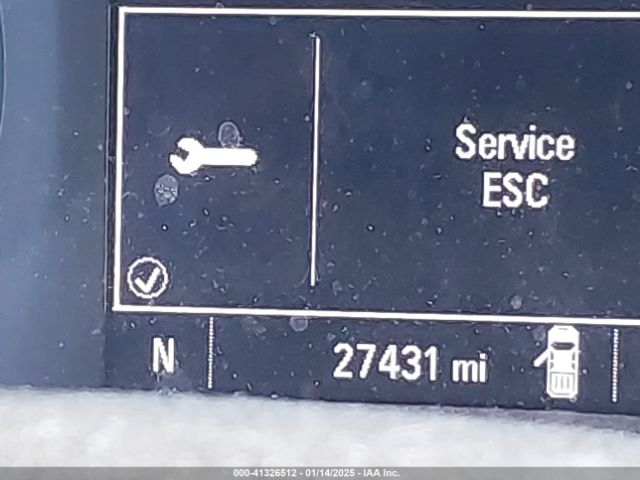 Service
ESC
N
27431 mi
000-41326512 - 01/14/2025 - IAA Inc.